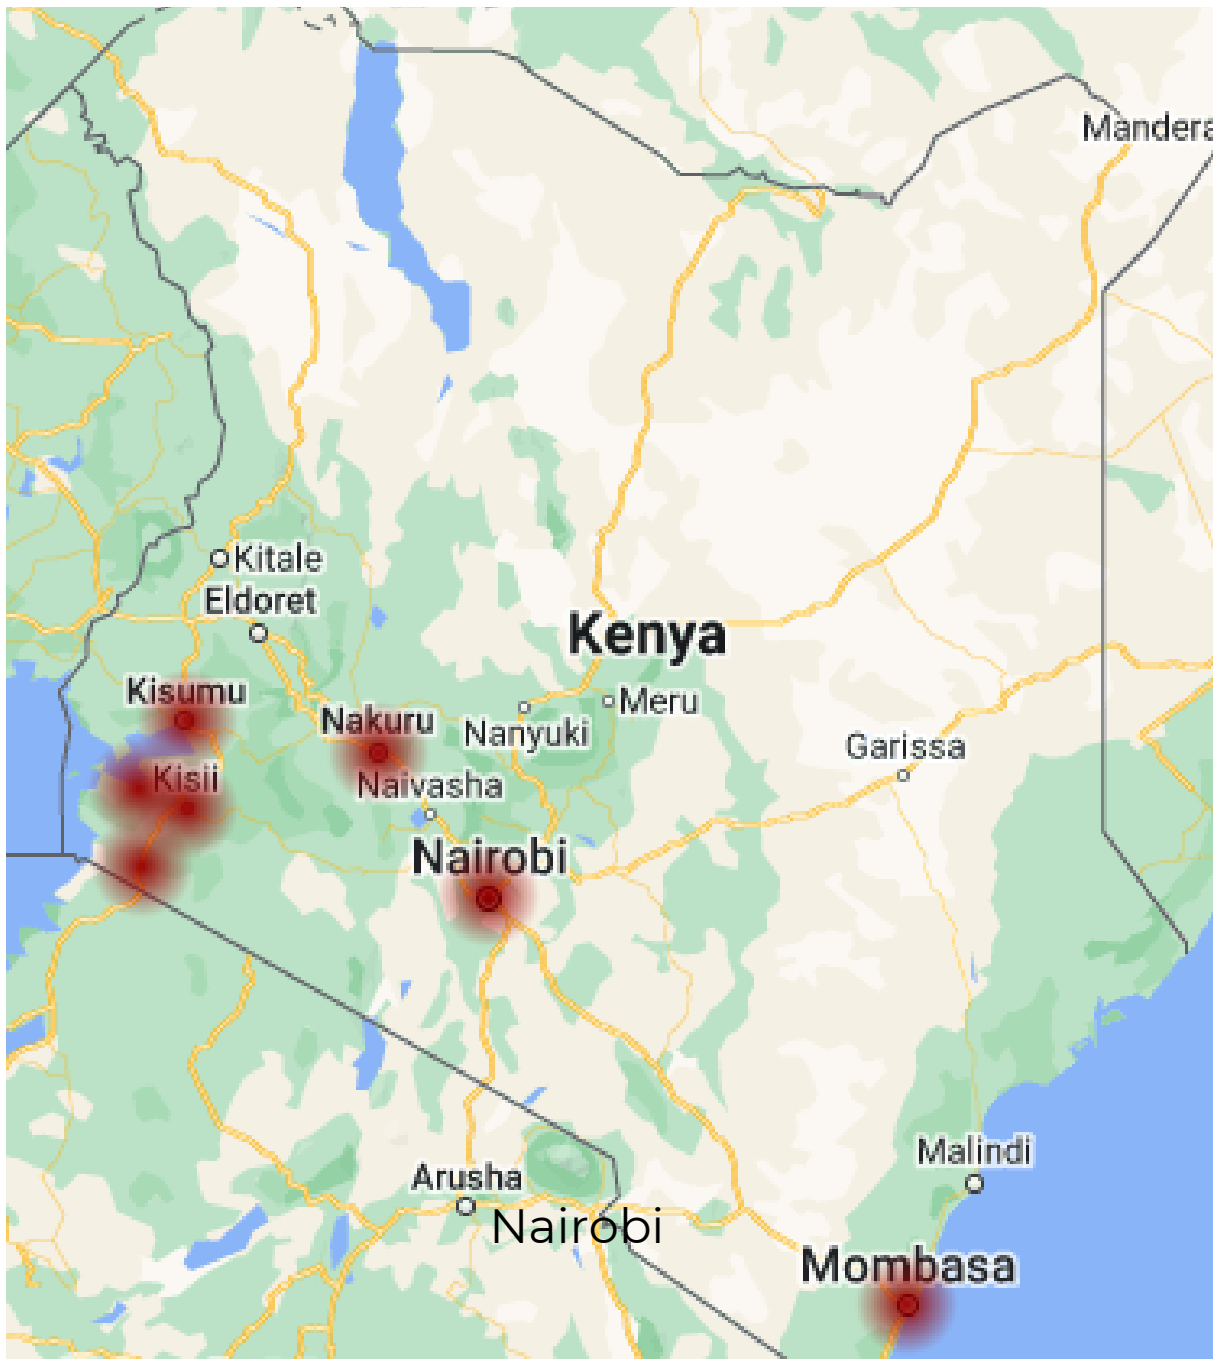 Mandera
Kitale
Eldoret
Kenya
Kisumu
Meru
Nakuru
Nanyuki
Garissa
Kisii
Naivasha
Nairobi
Malindi
Arusha
Nairobi
Mombasa